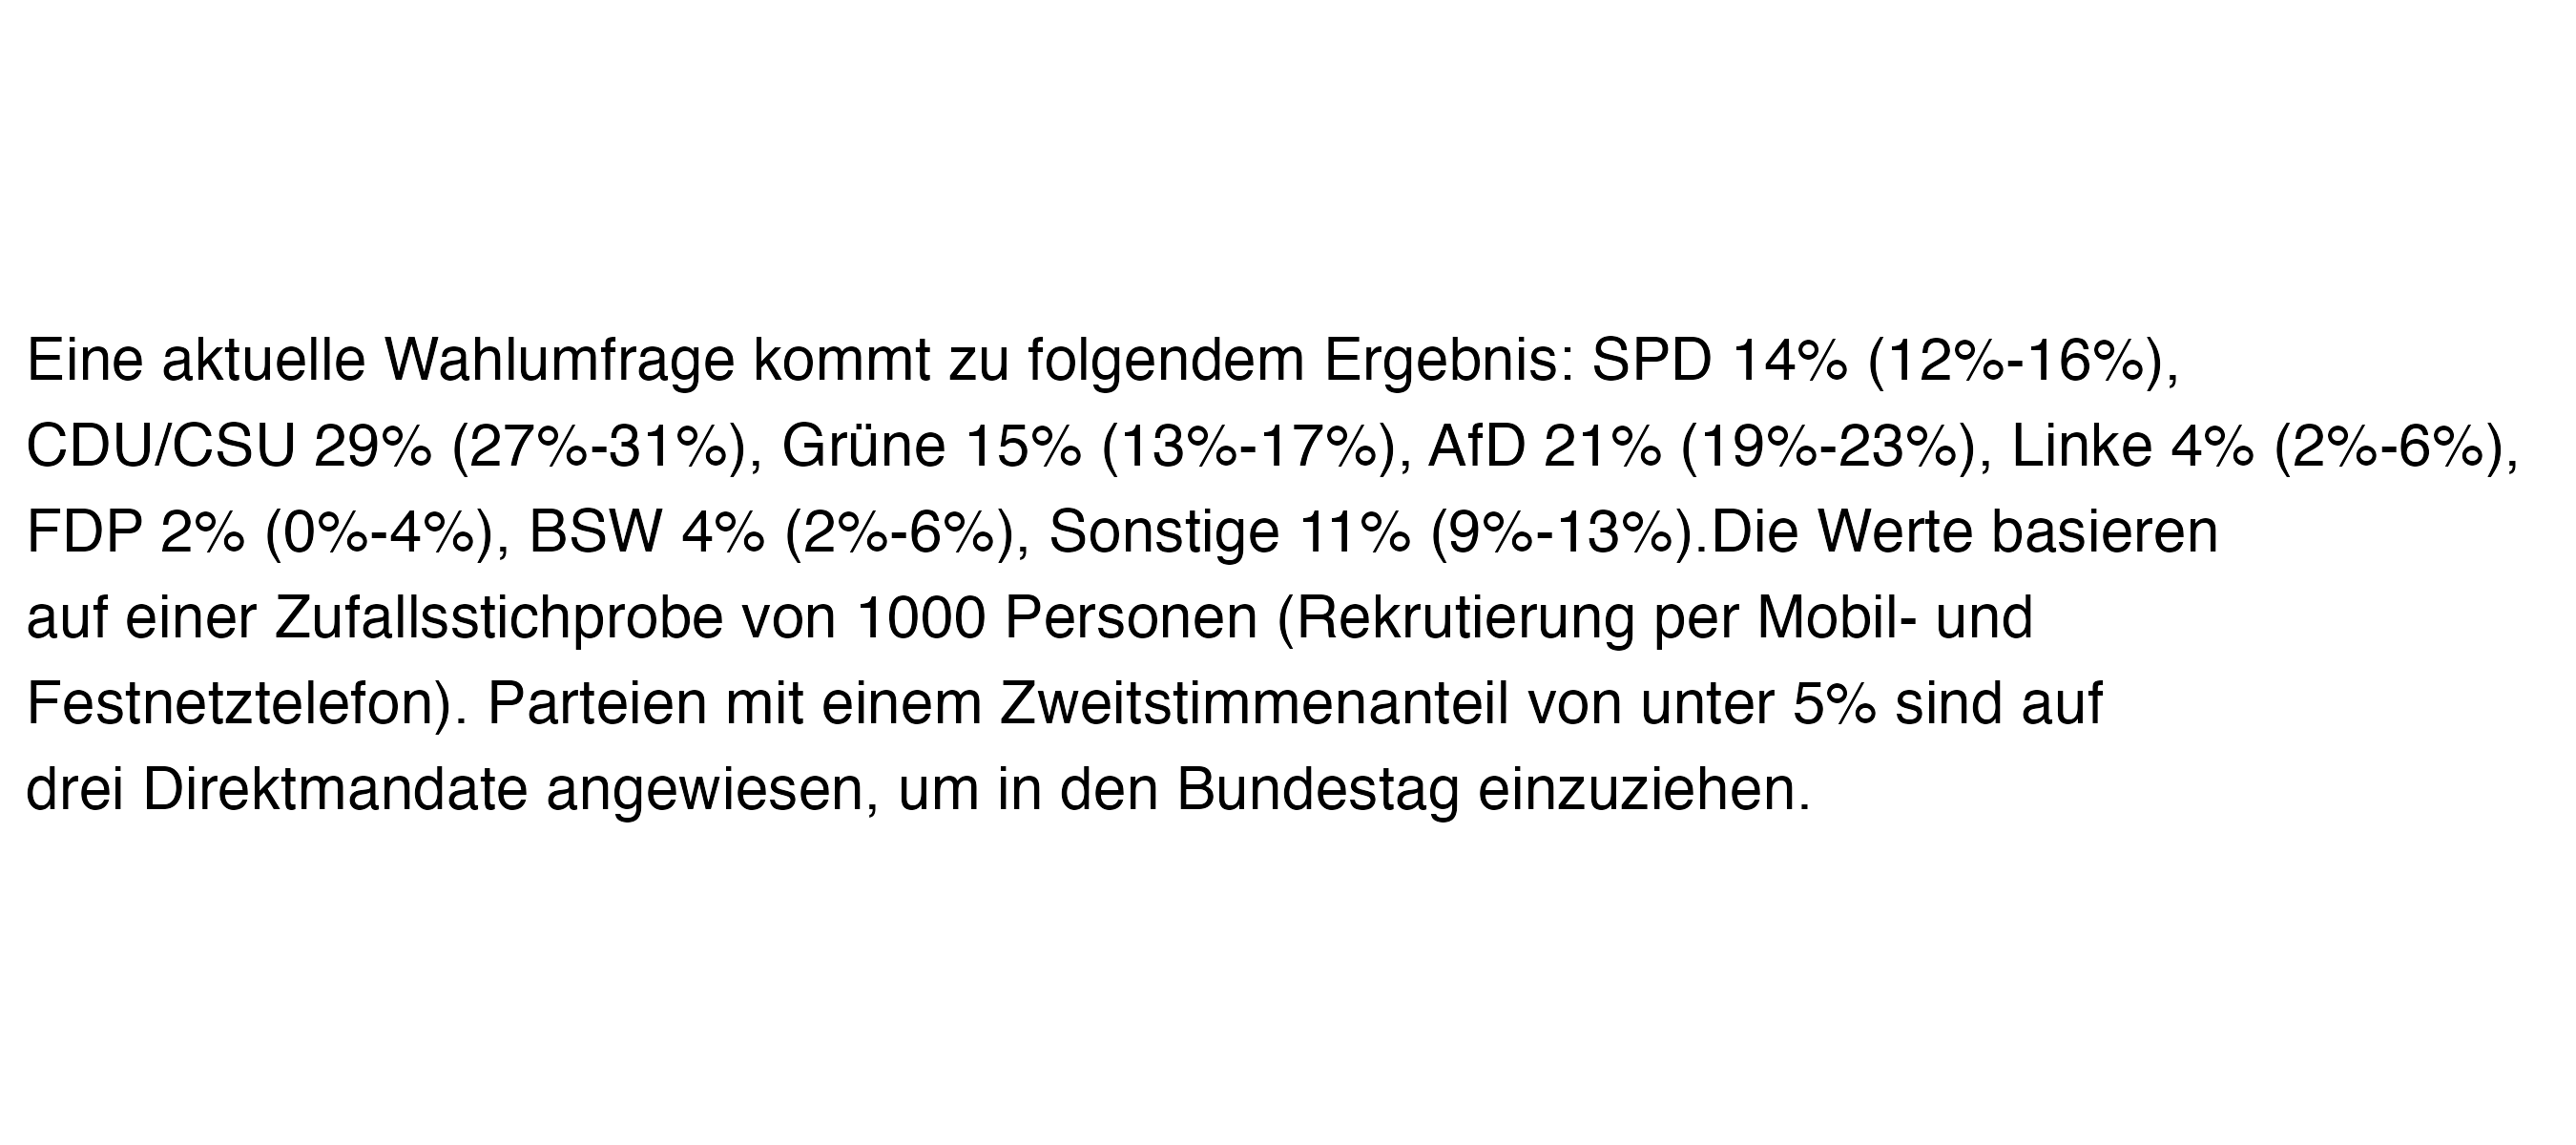 Eine aktuelle Wahlumfrage kommt zu folgendem Ergebnis: SPD 14% (12%-16%),
CDU/CSU 29% (27%-31%), Grüne 15% (13%-17%), AfD 21% (19%-23%), Linke 4% (2%-6%),
FDP 2% (0%-4%), BSW 4% (2%-6%), Sonstige 11% (9%-13%).Die Werte basieren
auf einer Zufallsstichprobe von 1000 Personen (Rekrutierung per Mobil- und
Festnetztelefon). Parteien mit einem Zweitstimmenanteil von unter 5% sind auf
drei Direktmandate angewiesen, um in den Bundestag einzuziehen.